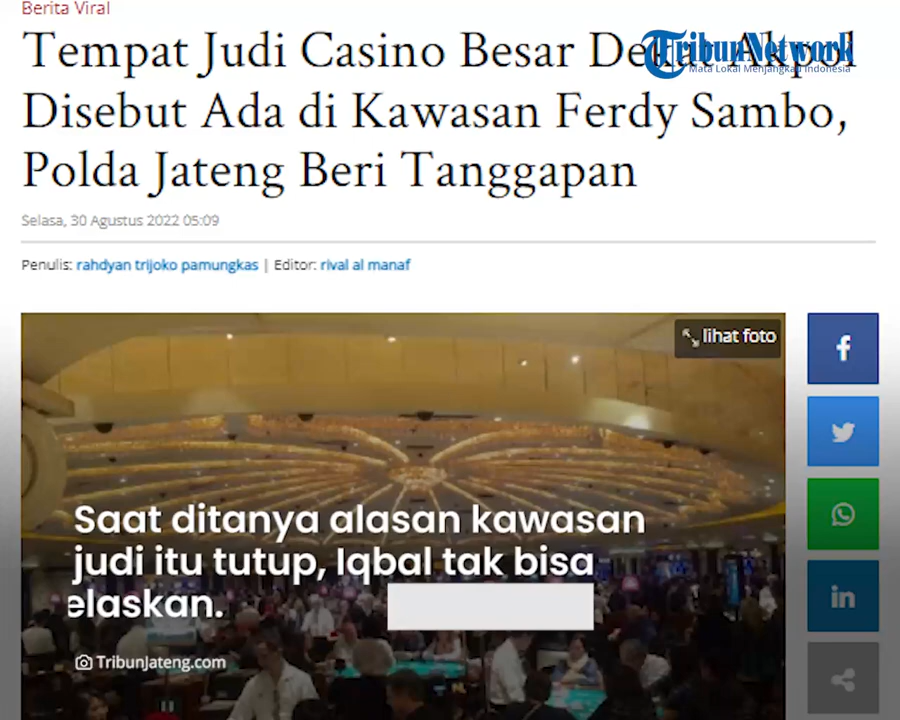 Berita Viral
Tempat Judi Casino Besar Dekat Akpol
TribunNetwork
Mata Lokal Menjangkau Indonesia
Disebut Ada di Kawasan Ferdy Sambo,
Polda Jateng Beri Tanggapan
Selasa, 30 Agustus 2022 05:09
Penulis: rahdyan trijoko pamungkas | Editor: rival al manaf
lihat foto
Saat ditanya alasan kawasan
judi itu tutup, Iqbal tak bisa
elaskan.
TribunJateng.com